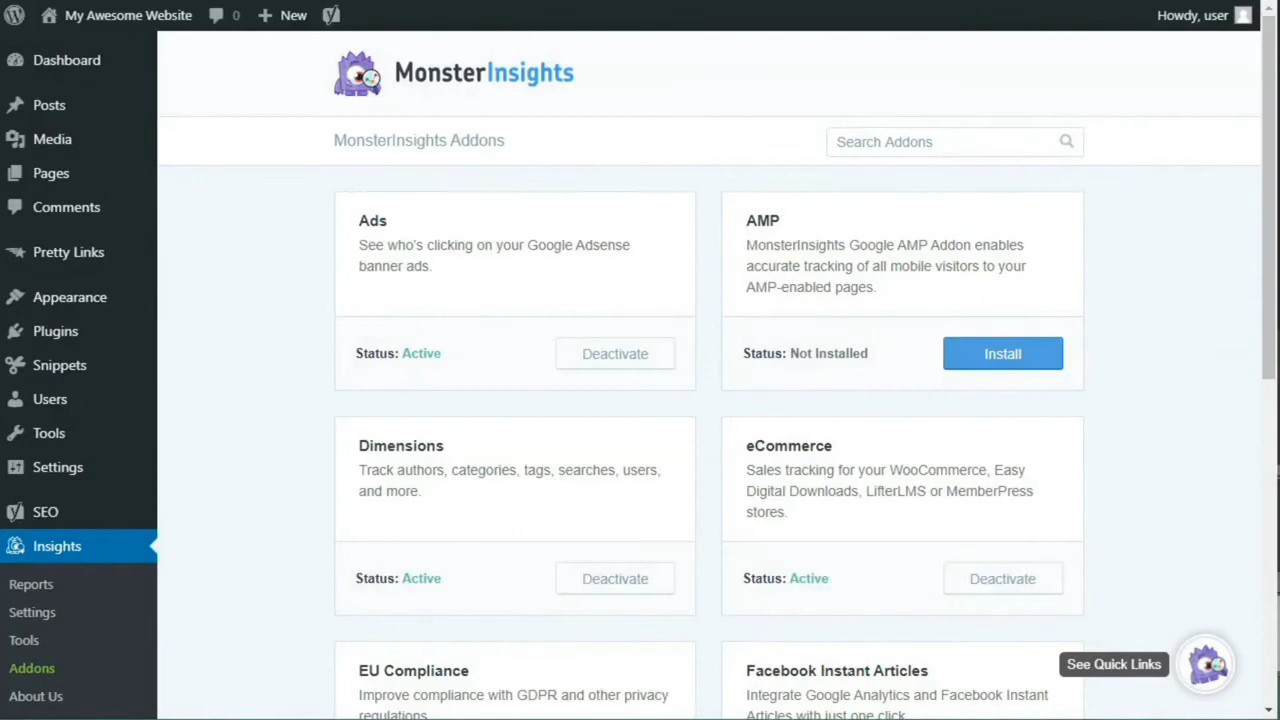 My Awesome Website 0 New Howdy, user
Dashboard
Posts
Media
Pages
Comments
Pretty Links
Appearance
Plugins
Snippets
Users
Tools
Settings
SEO
Insights
Reports
Settings
Tools
Addons
About Us
MonsterInsights
MonsterInsights Addons
Search Addons
Ads
See who's clicking on your Google Adsense
banner ads.
Status: Active
Deactivate
AMP
MonsterInsights Google AMP Addon enables
accurate tracking of all mobile visitors to your
AMP-enabled pages.
Status: Not Installed
Install
Dimensions
Track authors, categories, tags, searches, users,
and more.
Status: Active
Deactivate
eCommerce
Sales tracking for your WooCommerce, Easy
Digital Downloads, LifterLMS or MemberPress
stores.
Status: Active
Deactivate
EU Compliance
Improve compliance with GDPR and other privacy
regulations.
Facebook Instant Articles
Integrate Google Analytics and Facebook Instant
Articles with just one click.
See Quick Links